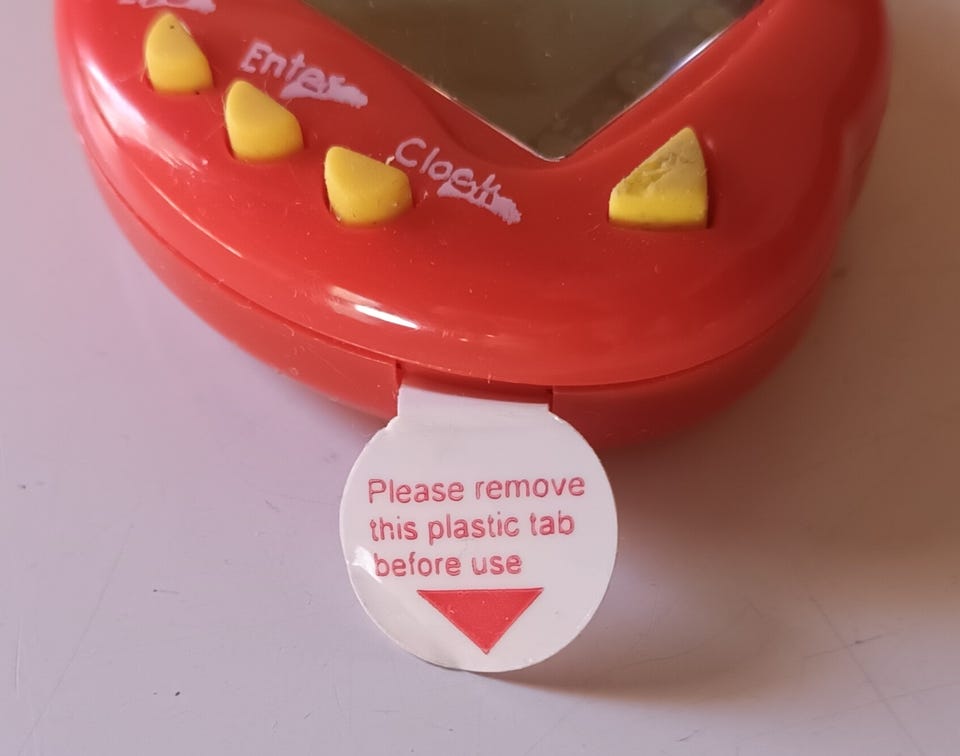 Enter
Clock
Please remove
this plastic tab
before use